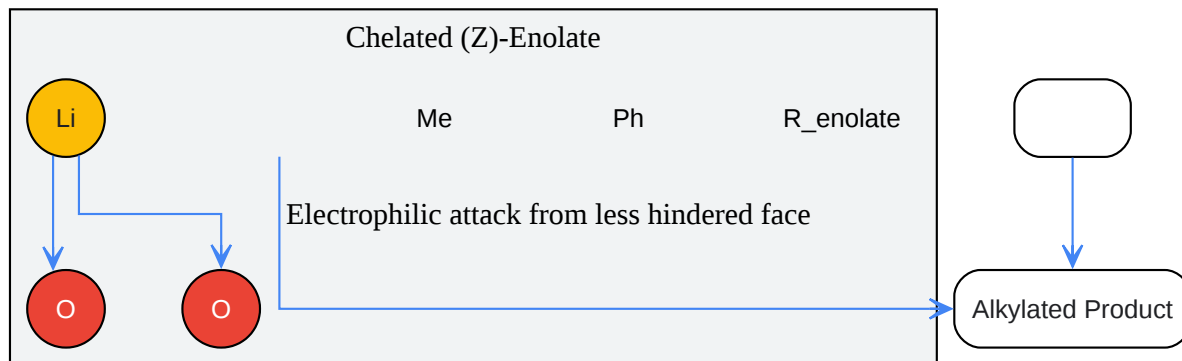 Chelated (Z)-Enolate
Li
Me
Ph
R_enolate
Electrophilic attack from less hindered face
O
O
Alkylated Product